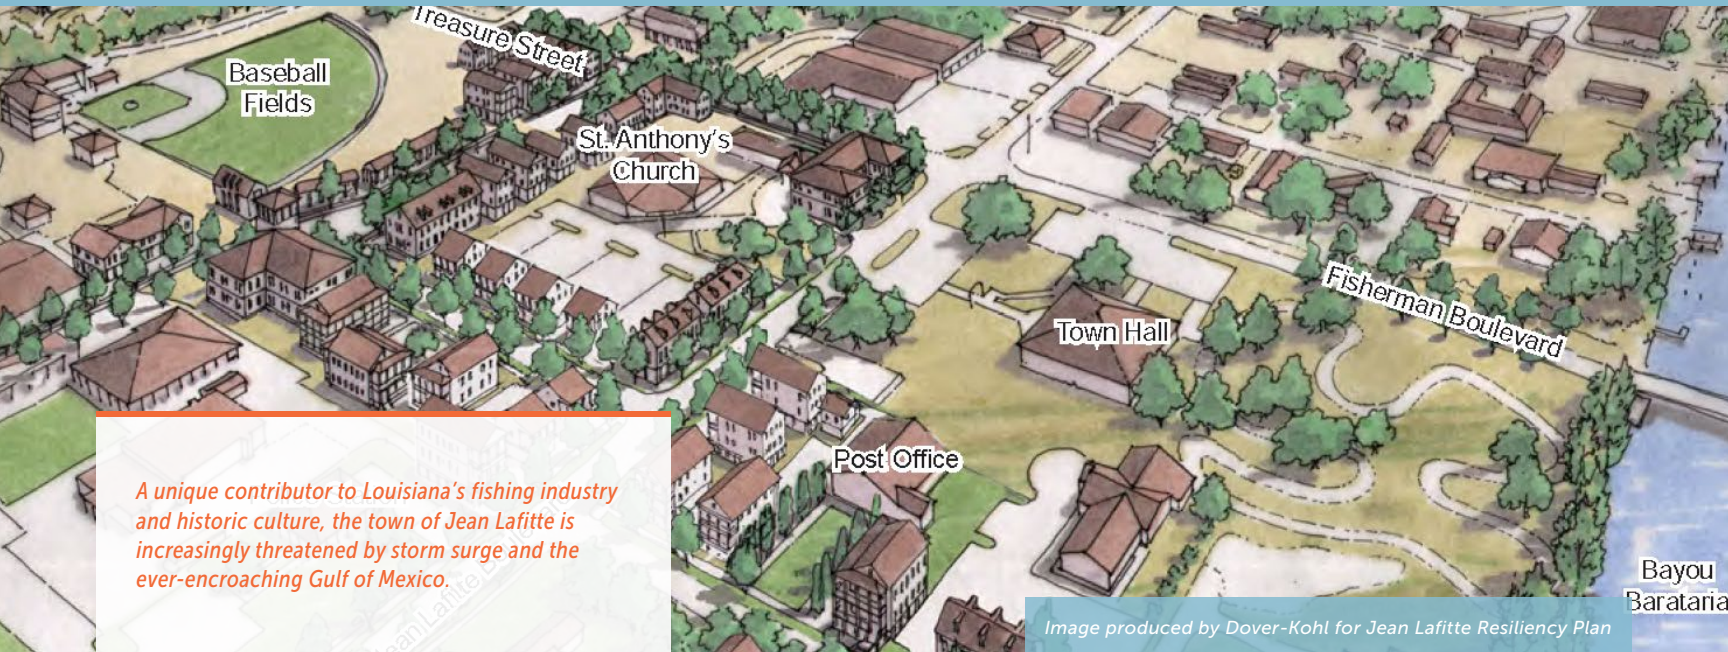 Treasure Street
Baseball
Fields
St. Anthony's
Church
Fisherman Boulevard
Town Hall
Post Office
A unique contributor to Louisiana's fishing industry
and historic culture, the town of Jean Lafitte is
increasingly threatened by storm surge and the
ever-encroaching Gulf of Mexico.
Jean Lafitte
Bayou
Barataria
Image produced by Dover-Kohl for Jean Lafitte Resiliency Plan